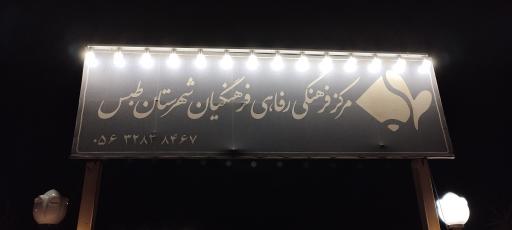 مرکز فرهنگی رفاهی فرهنگیان شهرستان طبس
۰۵۶ ۳۲۸۳ ۸۴۶۷